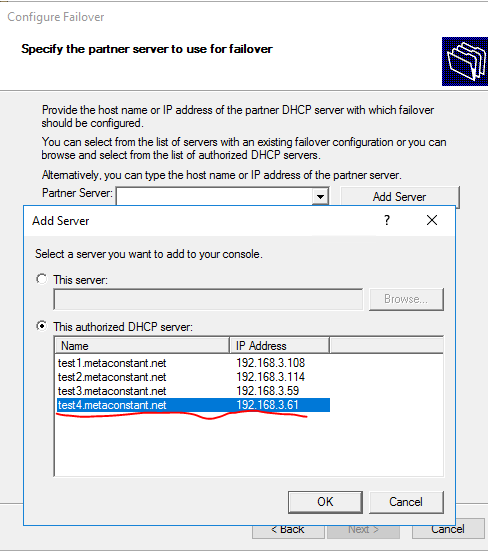 Configure Failover
Specify the partner server to use for failover
Provide the host name or IP address of the partner DHCP server with which failover
should be configured.
You can select from the list of servers with an existing failover configuration or you can
browse and select from the list of authorized DHCP servers.
Alternatively, you can type the host name or IP address of the partner server.
Partner Server:
Add Server
Add Server
?
Select a server you want to add to your console.
This server:
Browse...
This authorized DHCP server:
Name IP Address
test1.metaconstant.net 192.168.3.108
test2.metaconstant.net 192.168.3.114
test3.metaconstant.net 192.168.3.59
test4.metaconstant.net 192.168.3.61
OK Cancel
< Back Next > Cancel